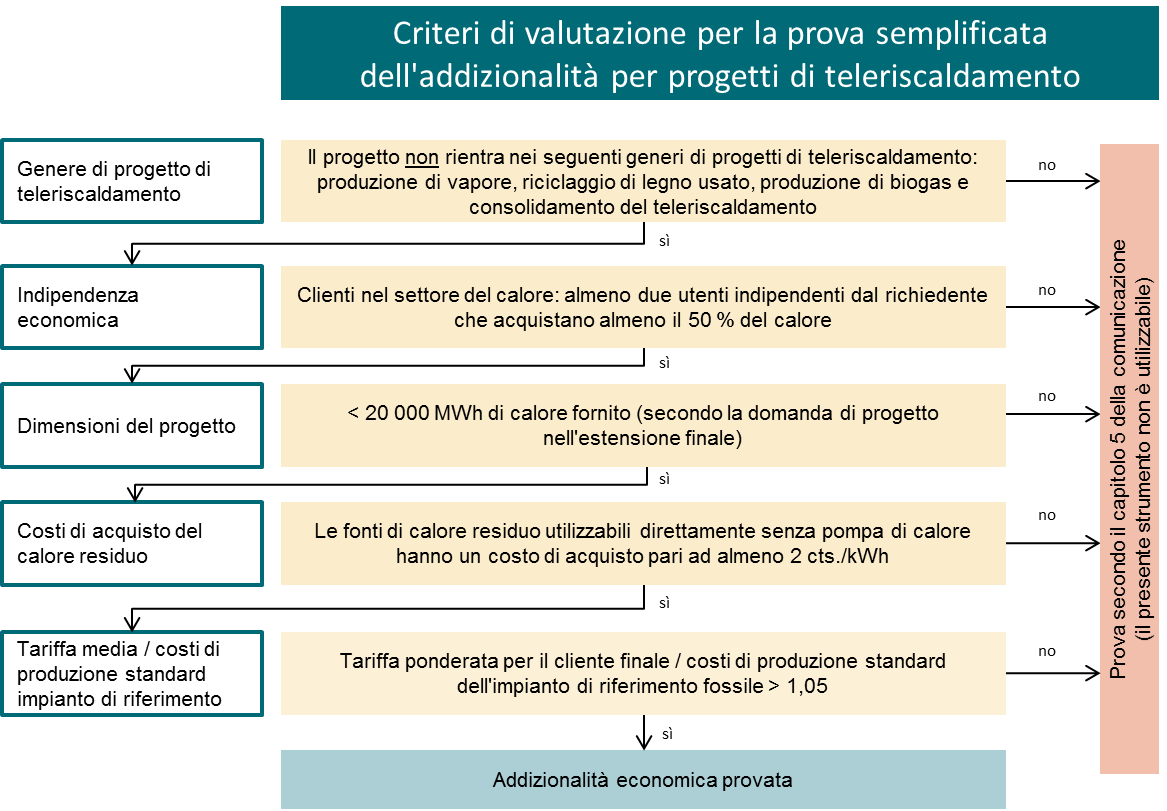 Criteri di valutazione per la prova semplificata
dell'addizionalità per progetti di teleriscaldamento
Genere di progetto di
teleriscaldamento
Il progetto non rientra nei seguenti generi di progetti di teleriscaldamento:
produzione di vapore, riciclaggio di legno usato, produzione di biogas e
consolidamento del teleriscaldamento
no
sì
Indipendenza
economica
Clienti nel settore del calore: almeno due utenti indipendenti dal richiedente
che acquistano almeno il 50 % del calore
no
sì
Dimensioni del progetto
< 20 000 MWh di calore fornito (secondo la domanda di progetto
nell'estensione finale)
no
sì
Costi di acquisto del
calore residuo
Le fonti di calore residuo utilizzabili direttamente senza pompa di calore
hanno un costo di acquisto pari ad almeno 2 cts./kWh
no
sì
Tariffa media / costi di
produzione standard
impianto di riferimento
Tariffa ponderata per il cliente finale / costi di produzione standard
dell'impianto di riferimento fossile > 1,05
no
sì
Addizionalità economica provata
Prova secondo il capitolo 5 della comunicazione
(il presente strumento non è utilizzabile)